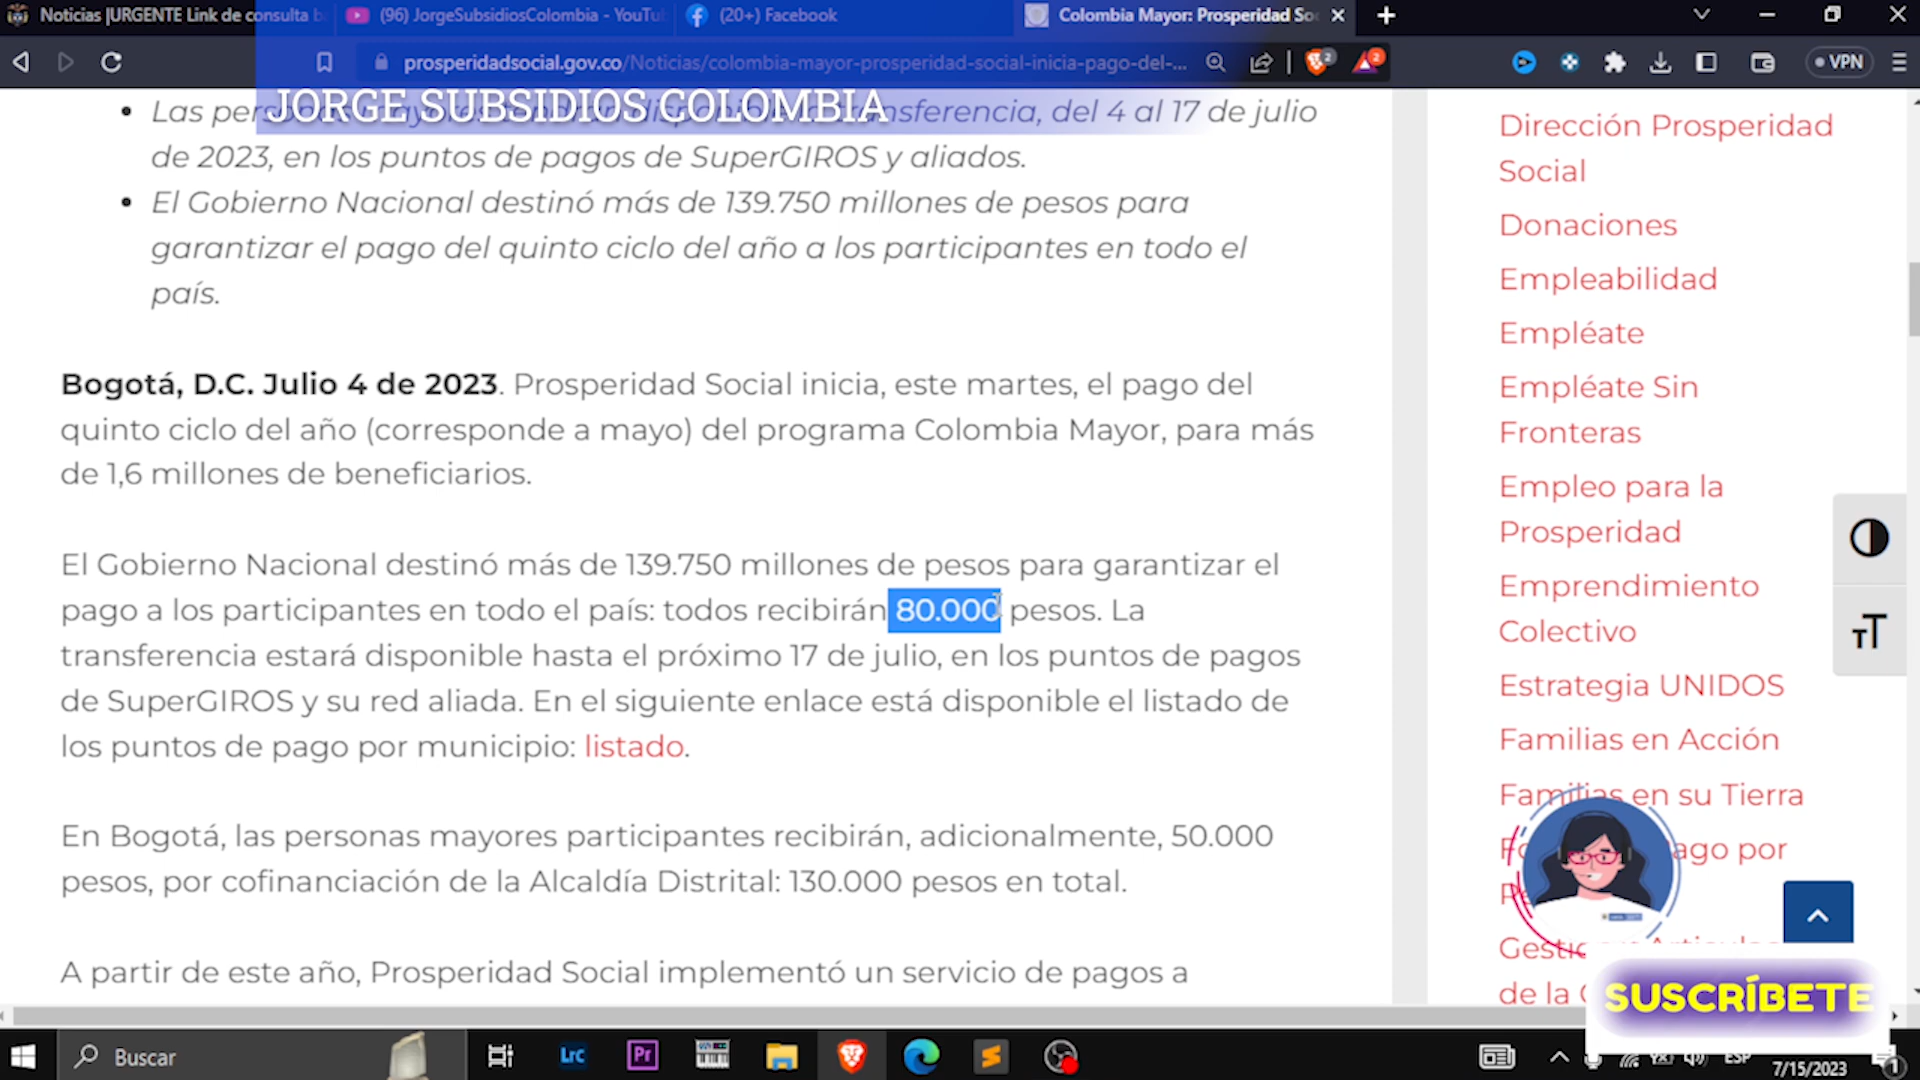 Noticias |URGENTE Link de consulta b
(96) JorgeSubsidiosColombia - YouTu
(20+) Facebook
Colombia Mayor: Prosperidad So
prosperidadsocial.gov.co/Noticias/colombia-mayor-prosperidad-social-inicia-pago-del-...
2
2
VPN
JORGE SUBSIDIOS COLOMBIA
transferencia, del 4 al 17 de julio
de 2023, en los puntos de pagos de SuperGIROS y aliados.
El Gobierno Nacional destinó más de 139.750 millones de pesos para
garantizar el pago del quinto ciclo del año a los participantes en todo el
país.
Bogotá, D.C. Julio 4 de 2023. Prosperidad Social inicia, este martes, el pago del
quinto ciclo del año (corresponde a mayo) del programa Colombia Mayor, para más
de 1,6 millones de beneficiarios.
El Gobierno Nacional destinó más de 139.750 millones de pesos para garantizar el
pago a los participantes en todo el país: todos recibirán 80.000 pesos. La
transferencia estará disponible hasta el próximo 17 de julio, en los puntos de pagos
de SuperGIROS y su red aliada. En el siguiente enlace está disponible el listado de
los puntos de pago por municipio: listado.
En Bogotá, las personas mayores participantes recibirán, adicionalmente, 50.000
pesos, por cofinanciación de la Alcaldía Distrital: 130.000 pesos en total.
A partir de este año, Prosperidad Social implementó un servicio de pagos a
Dirección Prosperidad
Social
Donaciones
Empleabilidad
Empléate
Empléate Sin
Fronteras
Empleo para la
Prosperidad
Emprendimiento
Colectivo
Estrategia UNIDOS
Familias en Acción
Familias en su Tierra
ago por
de la
TT
SUSCRÍBETE
Buscar
Lrc
Pr
ESP
7/15/2023
1